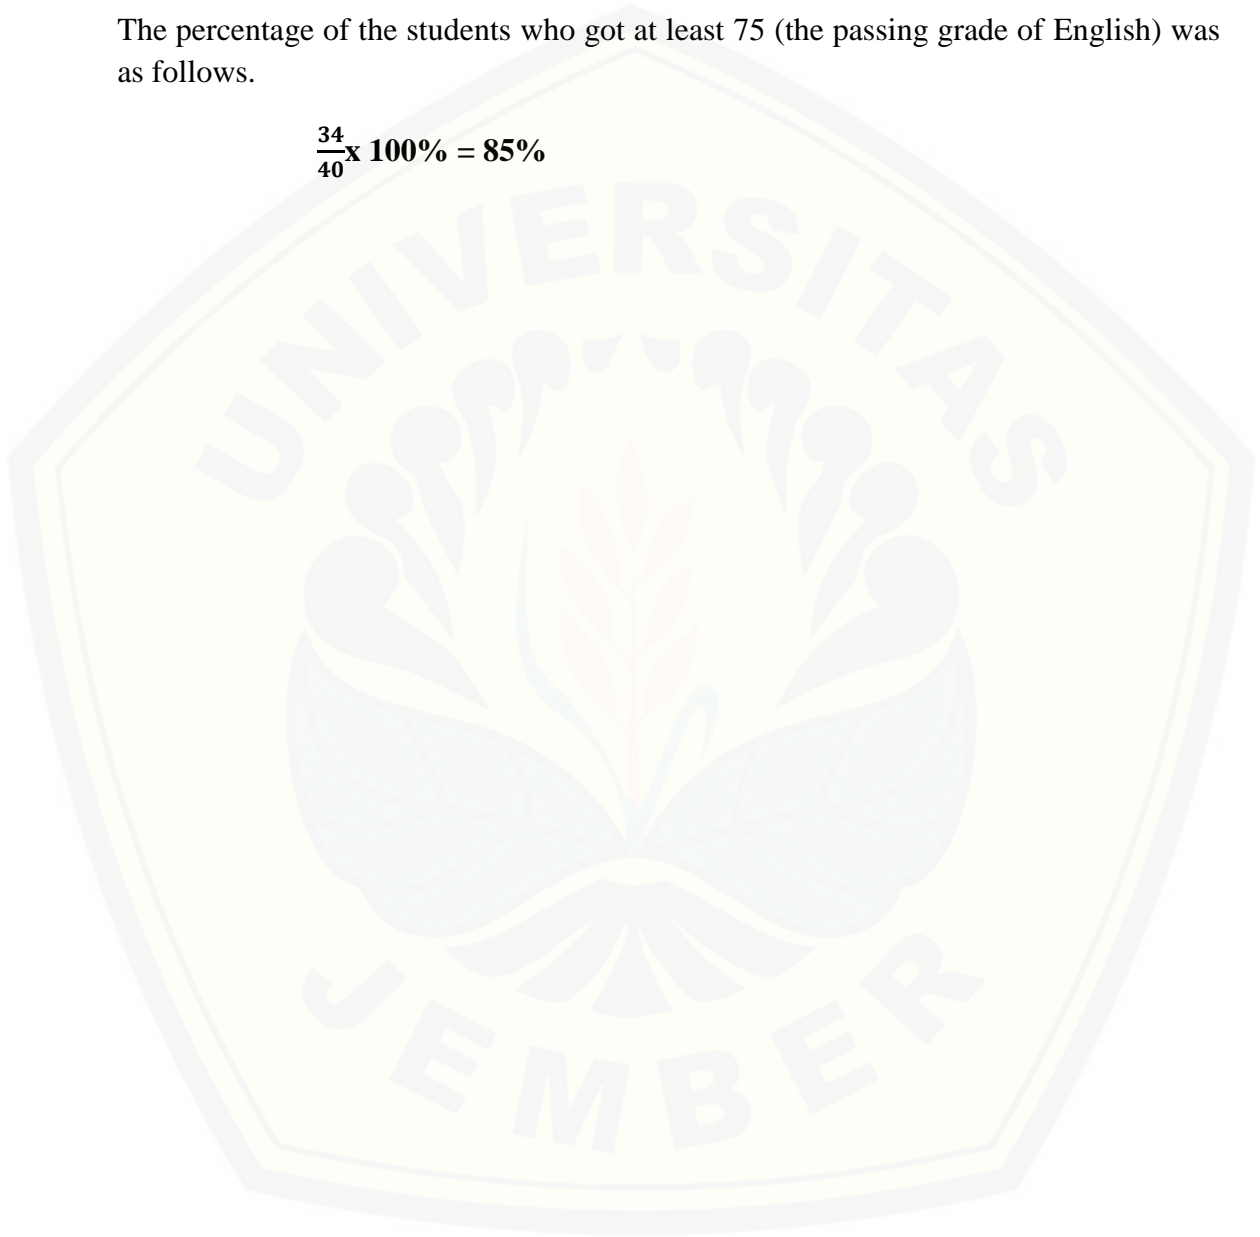 The percentage of the students who got at least 75 (the passing grade of English) was
as follows.
34/40 x 100% = 85%
UNIVERSITAS
JEMBER